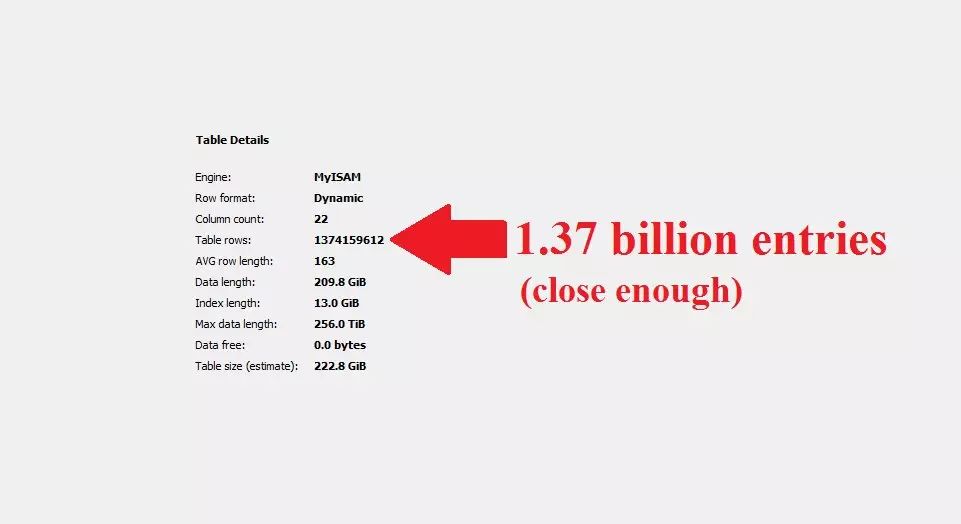 Table Details
Engine: MyISAM
Row format: Dynamic
Column count: 22
Table rows: 1374159612
1.37 billion entries
(close enough)
AVG row length: 163
Data length: 209.8 GiB
Index length: 13.0 GiB
Max data length: 256.0 TiB
Data free: 0.0 bytes
Table size (estimate): 222.8 GiB